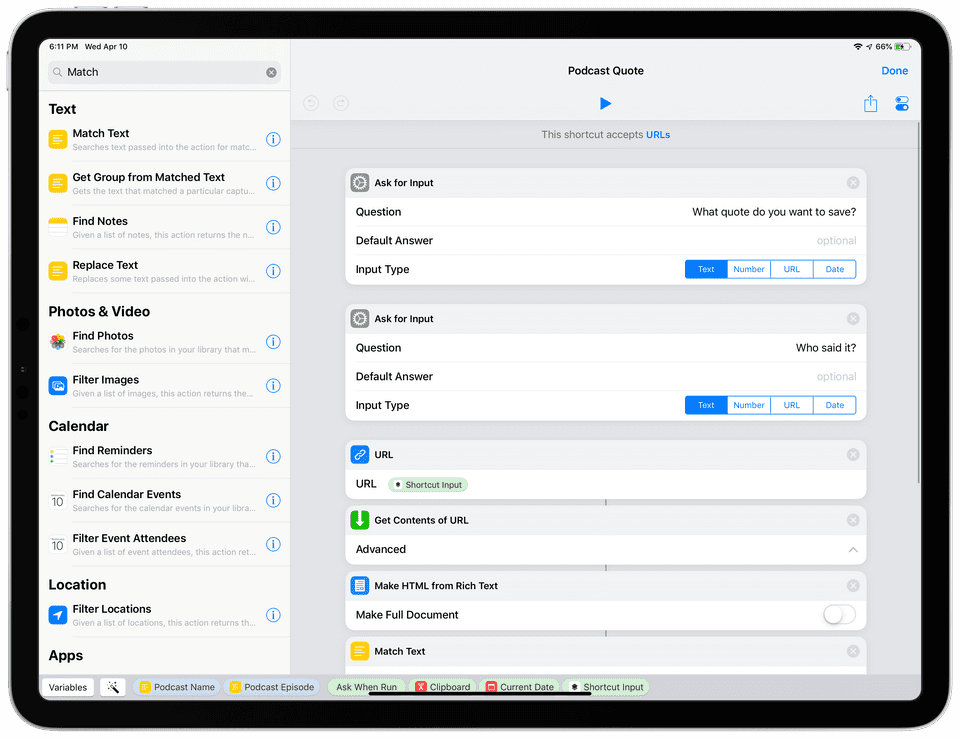 6:11 PM Wed Apr 10
66%
Match
Text
Match Text
Searches text passed into the action for matc...
Get Group from Matched Text
Gets the text that matched a particular captu...
Find Notes
Given a list of notes, this action returns the n...
Replace Text
Replaces some text passed into the action wi...
Photos & Video
Find Photos
Searches for the photos in your library that m...
Filter Images
Given a list of images, this action returns the...
Calendar
Find Reminders
Searches for the reminders in your library tha...
10
Find Calendar Events
Searches for the calendar events in your libra...
10
Filter Event Attendees
Given a list of event attendees, this action ret...
Location
Filter Locations
Given a list of locations, this action returns th...
Apps
Podcast Quote
Done
This shortcut accepts URLs
Ask for Input
Question What quote do you want to save?
Default Answer optional
Input Type Text Number URL Date
Ask for Input
Question Who said it?
Default Answer optional
Input Type Text Number URL Date
URL
URL Shortcut Input
Get Contents of URL
Advanced
Make HTML from Rich Text
Make Full Document
Match Text
Variables Podcast Name Podcast Episode Ask When Run Clipboard Current Date Shortcut Input